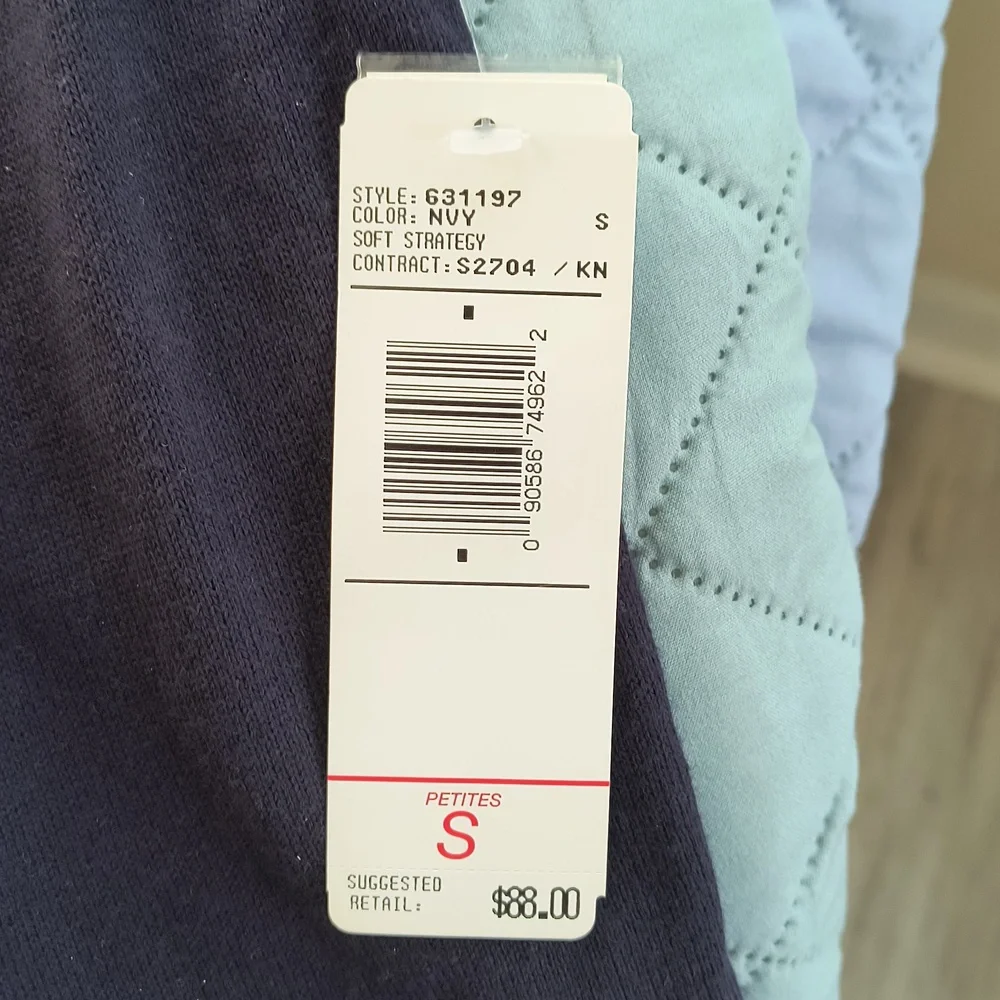 STYLE: 631197
COLOR: NVY S
SOFT STRATEGY
CONTRACT: S2704 / KN
0 90586 74962 2
PETITES
S
SUGGESTED
RETAIL: $88.00